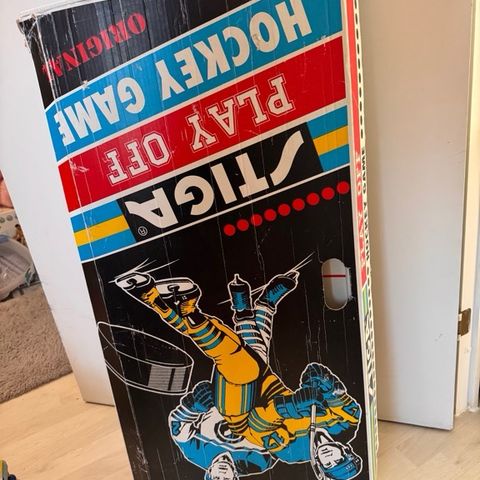 STIGA®
PLAY OFF
HOCKEY GAME
ORIGINAL